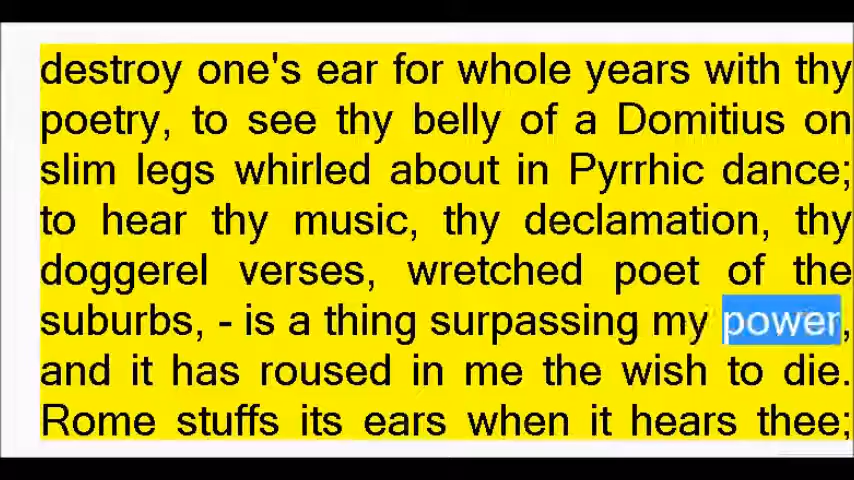 destroy one's ear for whole years with thy
poetry, to see thy belly of a Domitius on
slim legs whirled about in Pyrrhic dance;
to hear thy music, thy declamation, thy
doggerel verses, wretched poet of the
suburbs, - is a thing surpassing my power,
and it has roused in me the wish to die.
Rome stuffs its ears when it hears thee;